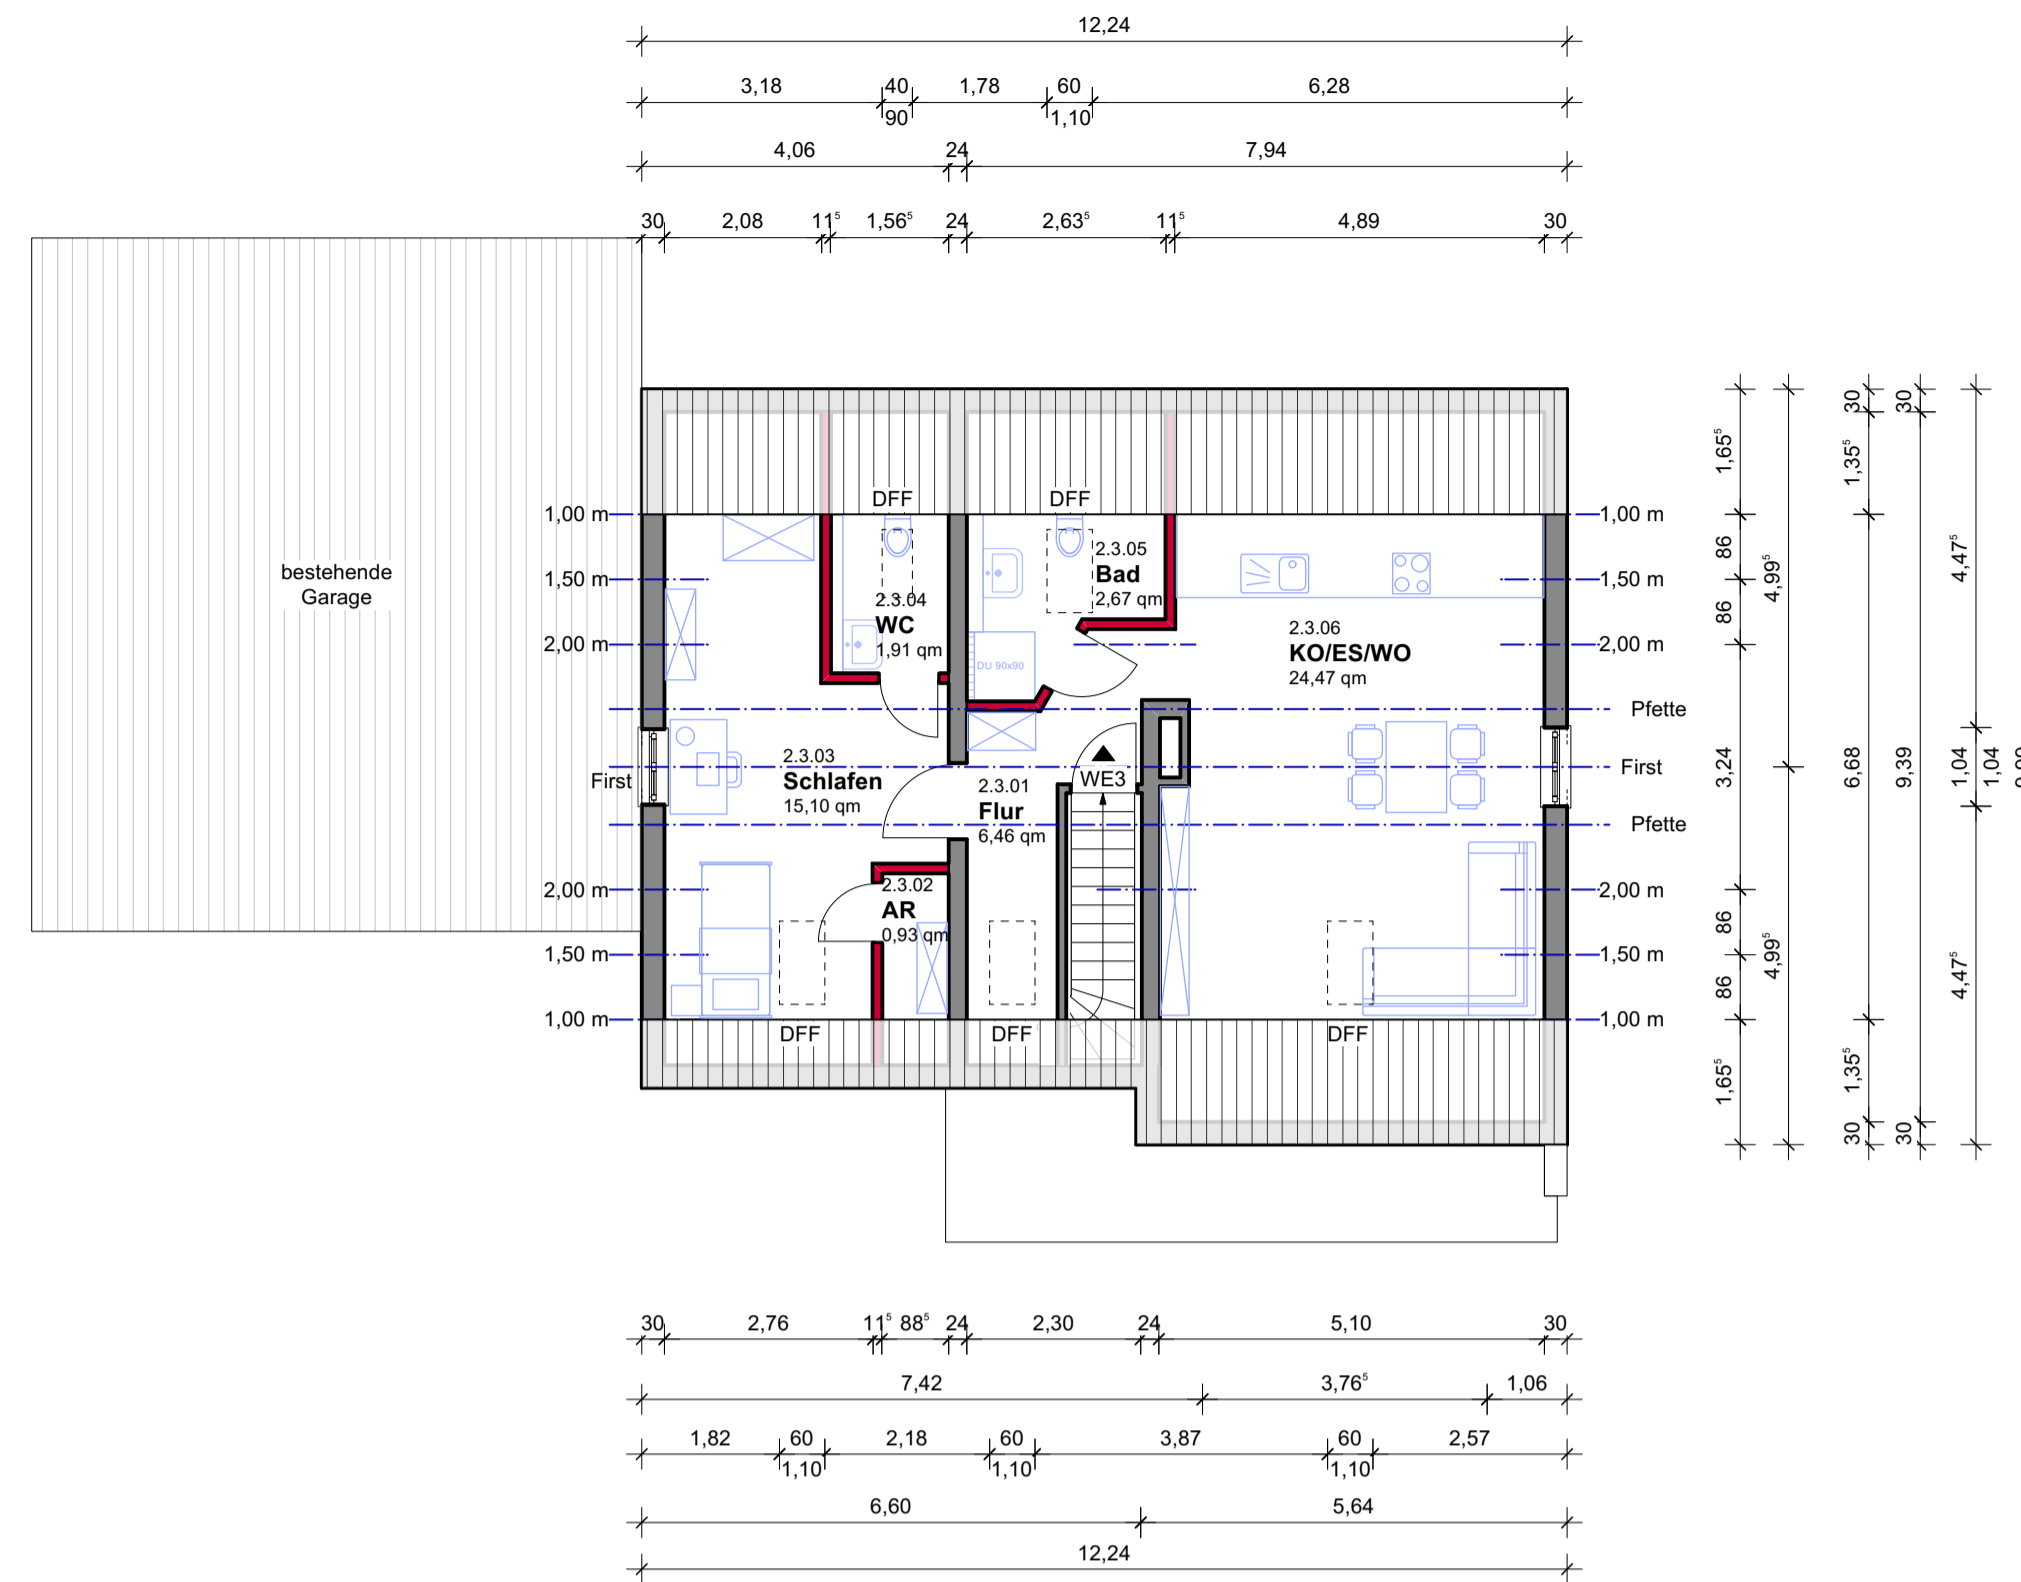 12,24
3,18 40 1,78 60 6,28
90 1,10
4,06 24 7,94
30 2,08 11⁵ 1,56⁵ 24 2,63⁵ 11⁵ 4,89 30
bestehende
Garage
DFF DFF
1,00 m 1,00 m
1,50 m 1,50 m
2,00 m 2,00 m
2.3.05
Bad
2,67 qm
2.3.04
WC
1,91 qm
DU 90x90
2.3.06
KO/ES/WO
24,47 qm
Pfette
First First
Pfette
2.3.03
Schlafen
15,10 qm
2.3.01
Flur
6,46 qm
WE3
2.3.02
AR
0,93 qm
2,00 m 2,00 m
1,50 m 1,50 m
1,00 m 1,00 m
DFF DFF DFF
1,65⁵ 86 86 3,24 86 86 1,65⁵
4,99⁵ 4,99⁵
30 1,35⁵ 6,68 1,35⁵ 30
30 9,39 30
4,47⁵ 1,04 4,47⁵
1,04
30 2,76 11⁵ 88⁵ 24 2,30 24 5,10 30
7,42 3,76⁵ 1,06
1,82 60 2,18 60 3,87 60 2,57
1,10 1,10 1,10
6,60 5,64
12,24